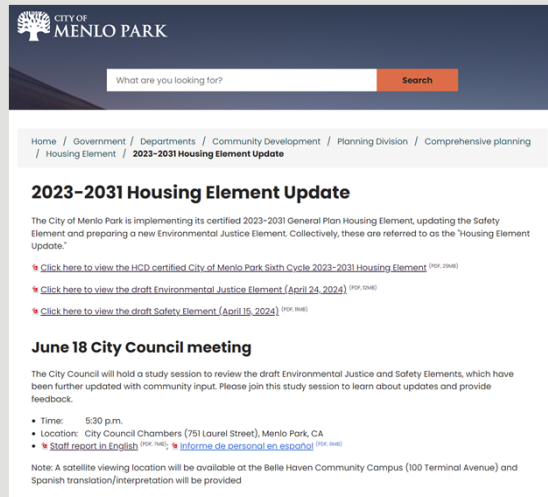 CITY OF
MENLO PARK
What are you looking for?
Search
Home / Government / Departments / Community Development / Planning Division / Comprehensive planning
/ Housing Element / 2023-2031 Housing Element Update
2023-2031 Housing Element Update
The City of Menlo Park is implementing its certified 2023-2031 General Plan Housing Element, updating the Safety
Element and preparing a new Environmental Justice Element. Collectively, these are referred to as the "Housing Element
Update."
Click here to view the HCD certified City of Menlo Park Sixth Cycle 2023-2031 Housing Element (PDF, 29MB)
Click here to view the draft Environmental Justice Element (April 24, 2024) (PDF, 12MB)
Click here to view the draft Safety Element (April 15, 2024) (PDF, 11MB)
June 18 City Council meeting
The City Council will hold a study session to review the draft Environmental Justice and Safety Elements, which have
been further updated with community input. Please join this study session to learn about updates and provide
feedback.
• Time: 5:30 p.m.
• Location: City Council Chambers (751 Laurel Street), Menlo Park, CA
• Staff report in English (PDF, 7MB); Informe de personal en español (PDF, MB)
Note: A satellite viewing location will be available at the Belle Haven Community Campus (100 Terminal Avenue) and
Spanish translation/interpretation will be provided